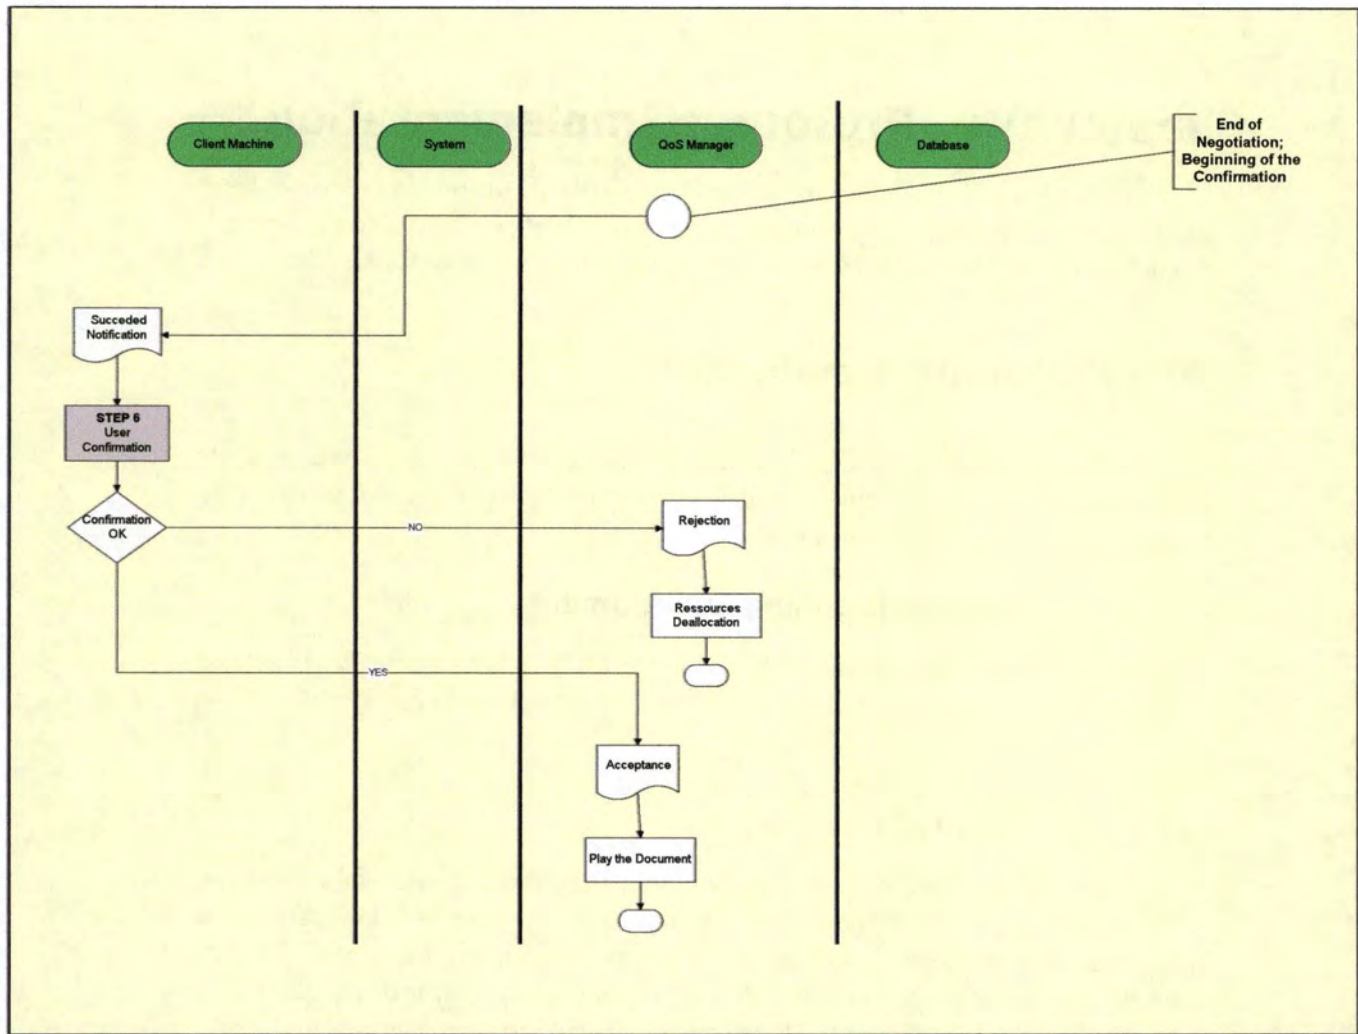 Client Machine
System
QoS Manager
Database
End of
Negotiation;
Beginning of the
Confirmation
Succeded
Notification
STEP 6
User
Confirmation
Confirmation
OK
NO
Rejection
Ressources
Deallocation
YES
Acceptance
Play the Document